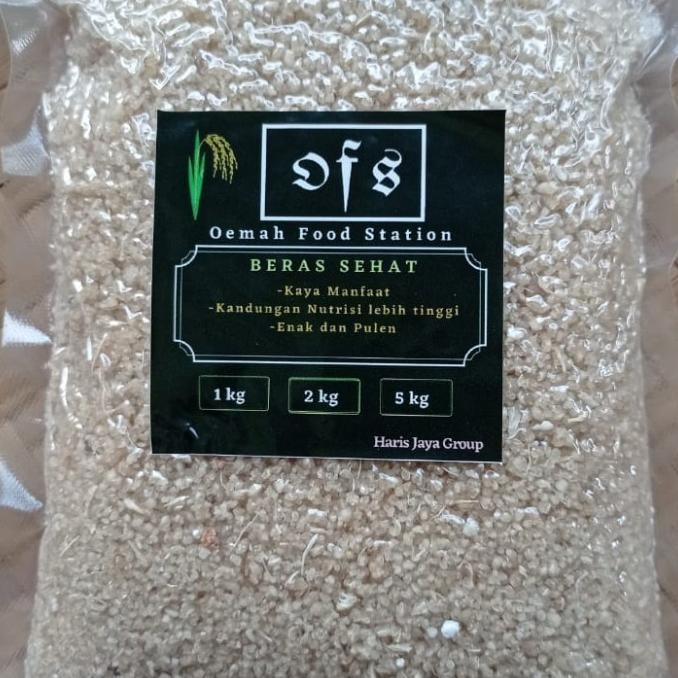 OfS
Oemah Food Station
BERAS SEHAT
-Kaya Manfaat
-Kandungan Nutrisi lebih tinggi
-Enak dan Pulen
1 kg 2 kg 5 kg
Haris Jaya Group